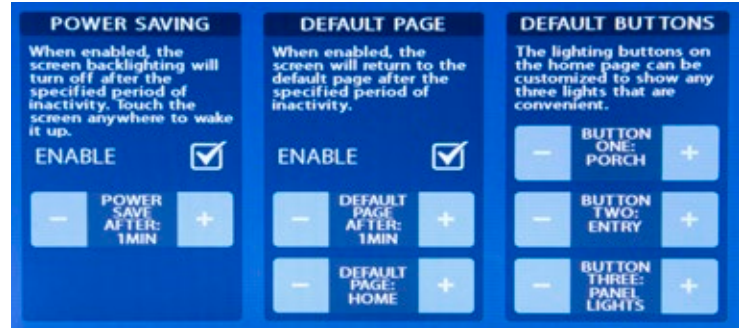 POWER SAVING
When enabled, the
screen backlighting will
turn off after the
specified period of
inactivity. Touch the
screen anywhere to wake
it up.
ENABLE
−
POWER
SAVE
AFTER:
1MIN
+
DEFAULT PAGE
When enabled, the
screen will return to the
default page after the
specified period of
inactivity.
ENABLE
−
DEFAULT
PAGE
AFTER:
1MIN
+
−
DEFAULT
PAGE:
HOME
+
DEFAULT BUTTONS
The lighting buttons on
the home page can be
customized to show any
three lights that are
convenient.
−
BUTTON
ONE:
PORCH
+
−
BUTTON
TWO:
ENTRY
+
−
BUTTON
THREE:
PANEL
LIGHTS
+